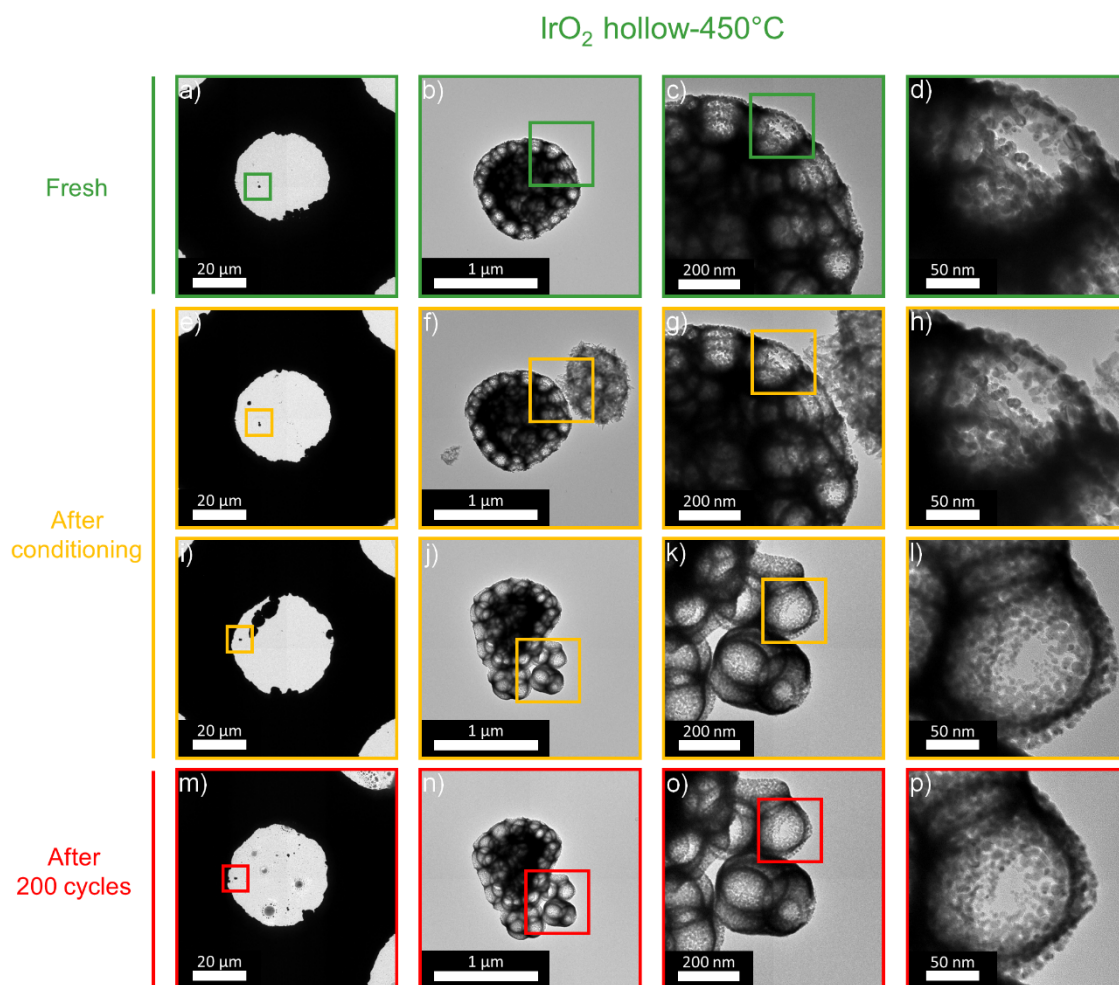 IrO₂ hollow-450°C
Fresh
a)
20 µm
b)
1 µm
c)
200 nm
d)
50 nm
After
conditioning
e)
20 µm
f)
1 µm
g)
200 nm
h)
50 nm
i)
20 µm
j)
1 µm
k)
200 nm
l)
50 nm
After
200 cycles
m)
20 µm
n)
1 µm
o)
200 nm
p)
50 nm